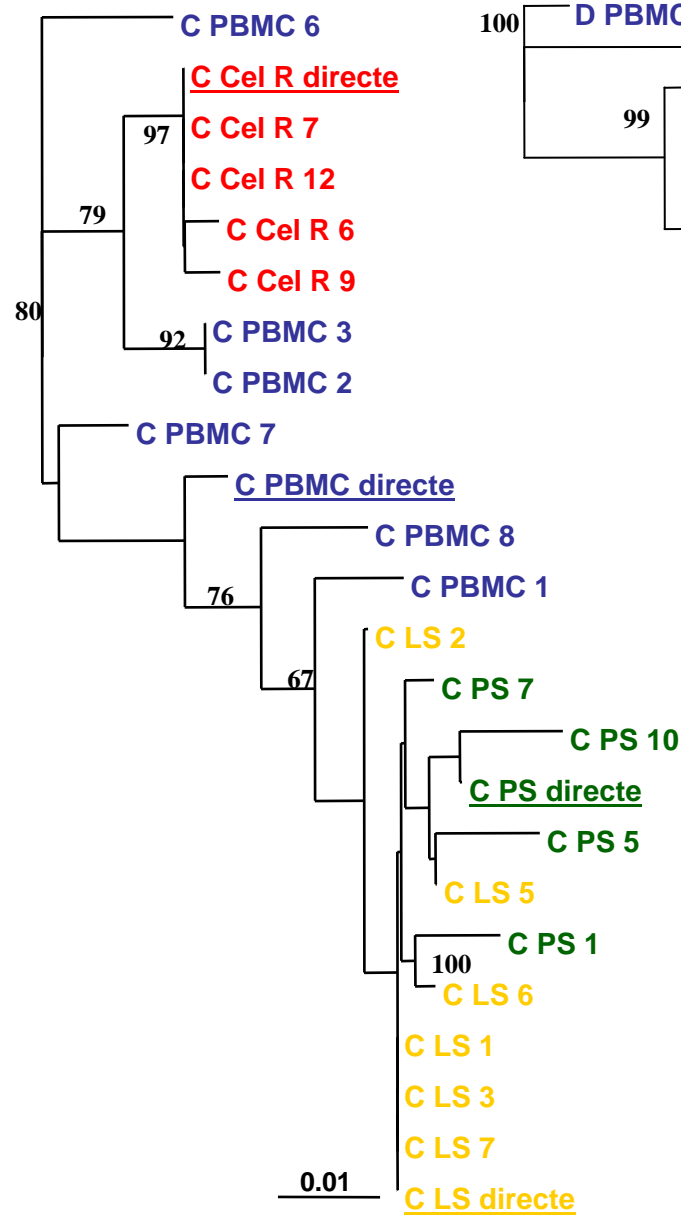 C PBMC 6
100
D PBMC
C Cel R directe
97
C Cel R 7
99
C Cel R 12
79
C Cel R 6
C Cel R 9
80
C PBMC 3
92
C PBMC 2
C PBMC 7
C PBMC directe
C PBMC 8
76
C PBMC 1
C LS 2
67
C PS 7
C PS 10
C PS directe
C PS 5
C LS 5
C PS 1
100
C LS 6
C LS 1
C LS 3
C LS 7
0.01
C LS directe